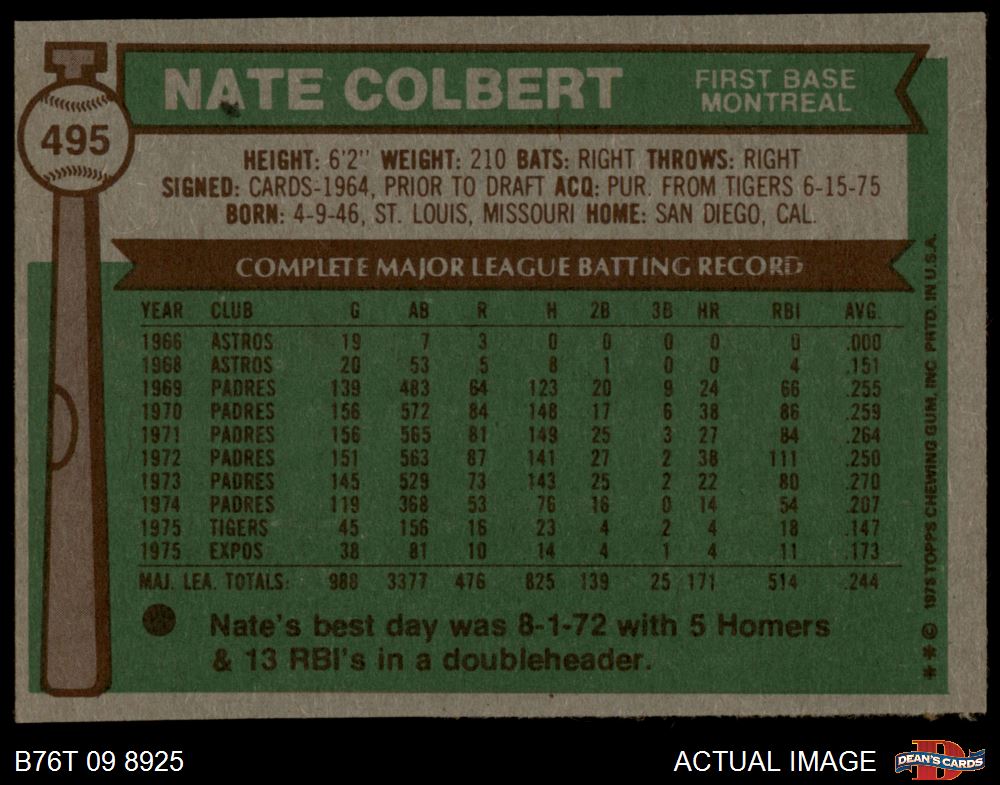 495
NATE COLBERT
FIRST BASE
MONTREAL
HEIGHT: 6'2" WEIGHT: 210 BATS: RIGHT THROWS: RIGHT
SIGNED: CARDS-1964, PRIOR TO DRAFT ACQ: PUR. FROM TIGERS 6-15-75
BORN: 4-9-46, ST. LOUIS, MISSOURI HOME: SAN DIEGO, CAL.
COMPLETE MAJOR LEAGUE BATTING RECORD
YEAR CLUB G AB R H 2B 3B HR RBI AVG.
1966 ASTROS 19 7 3 0 0 0 0 0 .000
1968 ASTROS 20 53 5 8 1 0 0 4 .151
1969 PADRES 139 483 64 123 20 9 24 66 .255
1970 PADRES 156 572 84 148 17 6 38 86 .259
1971 PADRES 156 565 81 149 25 3 27 84 .264
1972 PADRES 151 563 87 141 27 2 38 111 .250
1973 PADRES 145 529 73 143 25 2 22 80 .270
1974 PADRES 119 368 53 76 16 0 14 54 .207
1975 TIGERS 45 156 16 23 4 2 4 18 .147
1975 EXPOS 38 81 10 14 4 1 4 11 .173
MAJ. LEA. TOTALS: 988 3377 476 825 139 25 171 514 .244
Nate's best day was 8-1-72 with 5 Homers
& 13 RBI's in a doubleheader.
** © 1975 TOPPS CHEWING GUM, INC. PRTD. IN U.S.A.
B76T 09 8925
ACTUAL IMAGE
D
DEAN'S CARDS